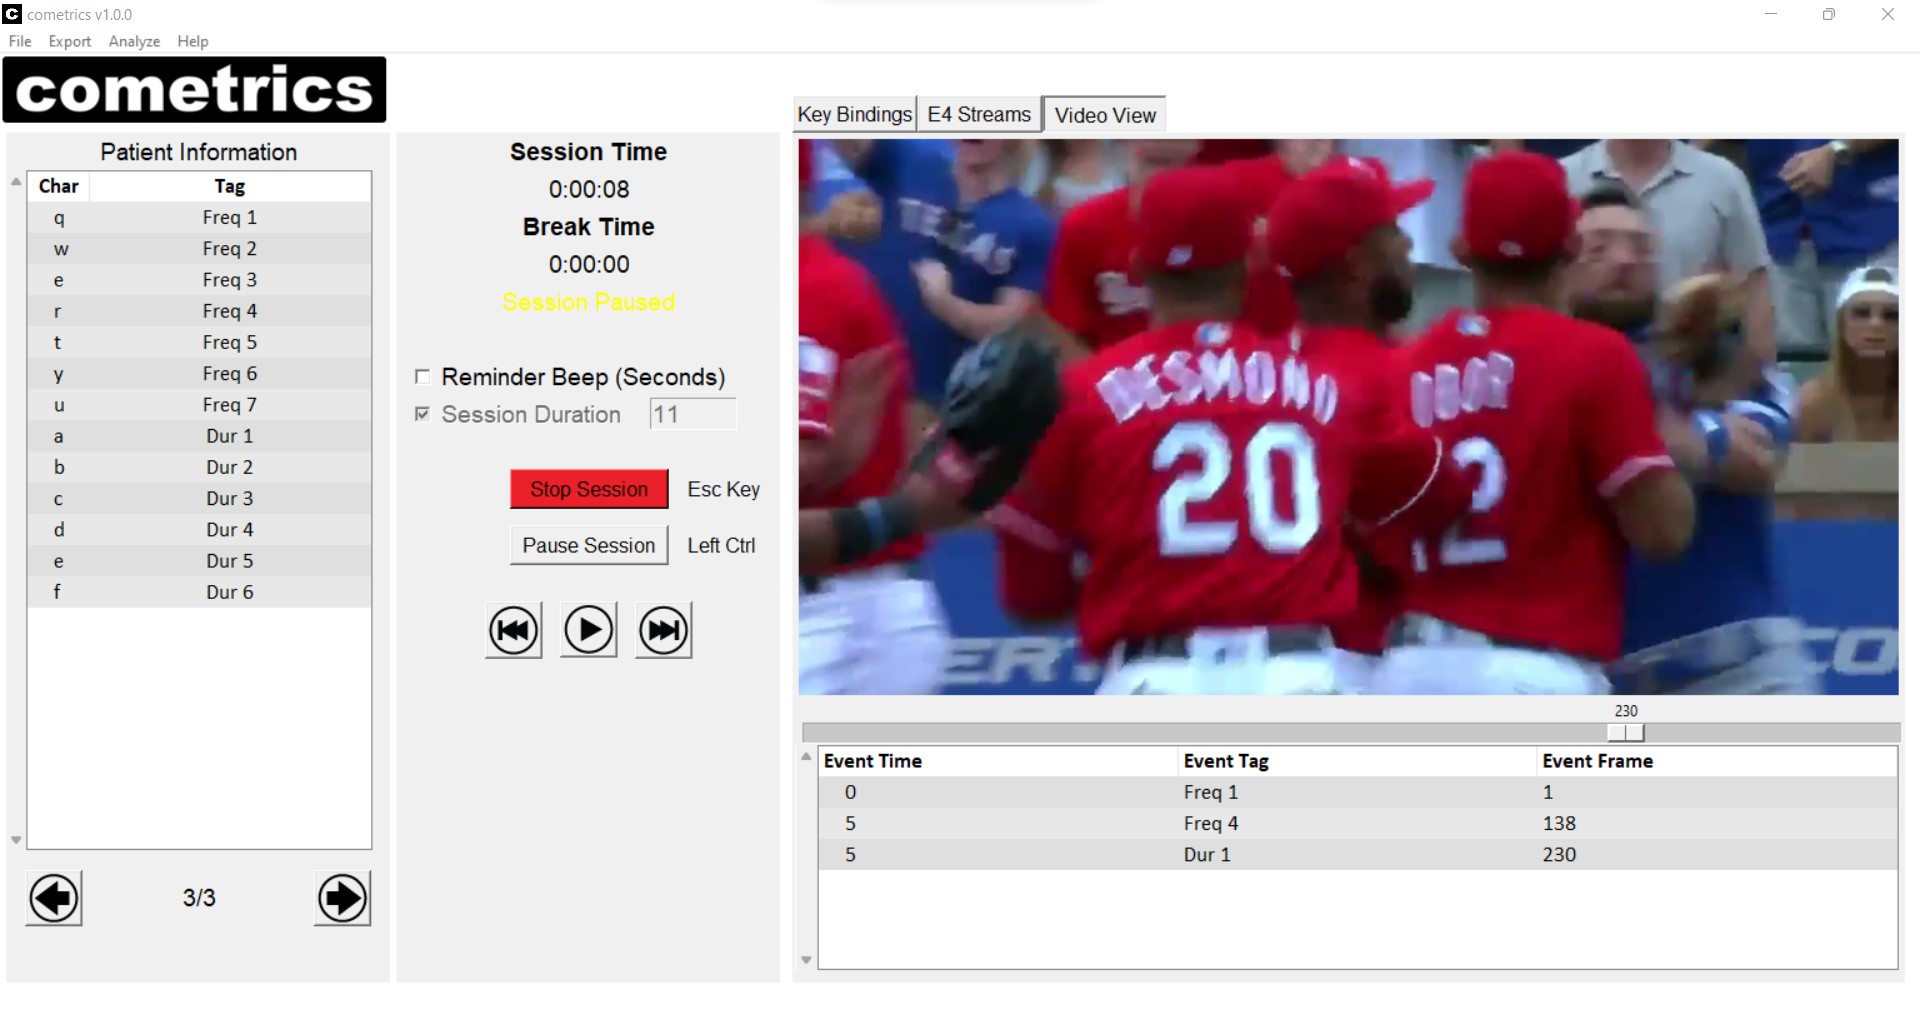 C cometrics v1.0.0
File Export Analyze Help
cometrics
Patient Information
Char Tag
q Freq 1
w Freq 2
e Freq 3
r Freq 4
t Freq 5
y Freq 6
u Freq 7
a Dur 1
b Dur 2
c Dur 3
d Dur 4
e Dur 5
f Dur 6
3/3
Session Time
0:00:08
Break Time
0:00:00
Session Paused
Reminder Beep (Seconds)
Session Duration 11
Stop Session Esc Key
Pause Session Left Ctrl
Key Bindings E4 Streams Video View
DESMOND
20
ODOR
12
CO
230
Event Time Event Tag Event Frame
0 Freq 1 1
5 Freq 4 138
5 Dur 1 230